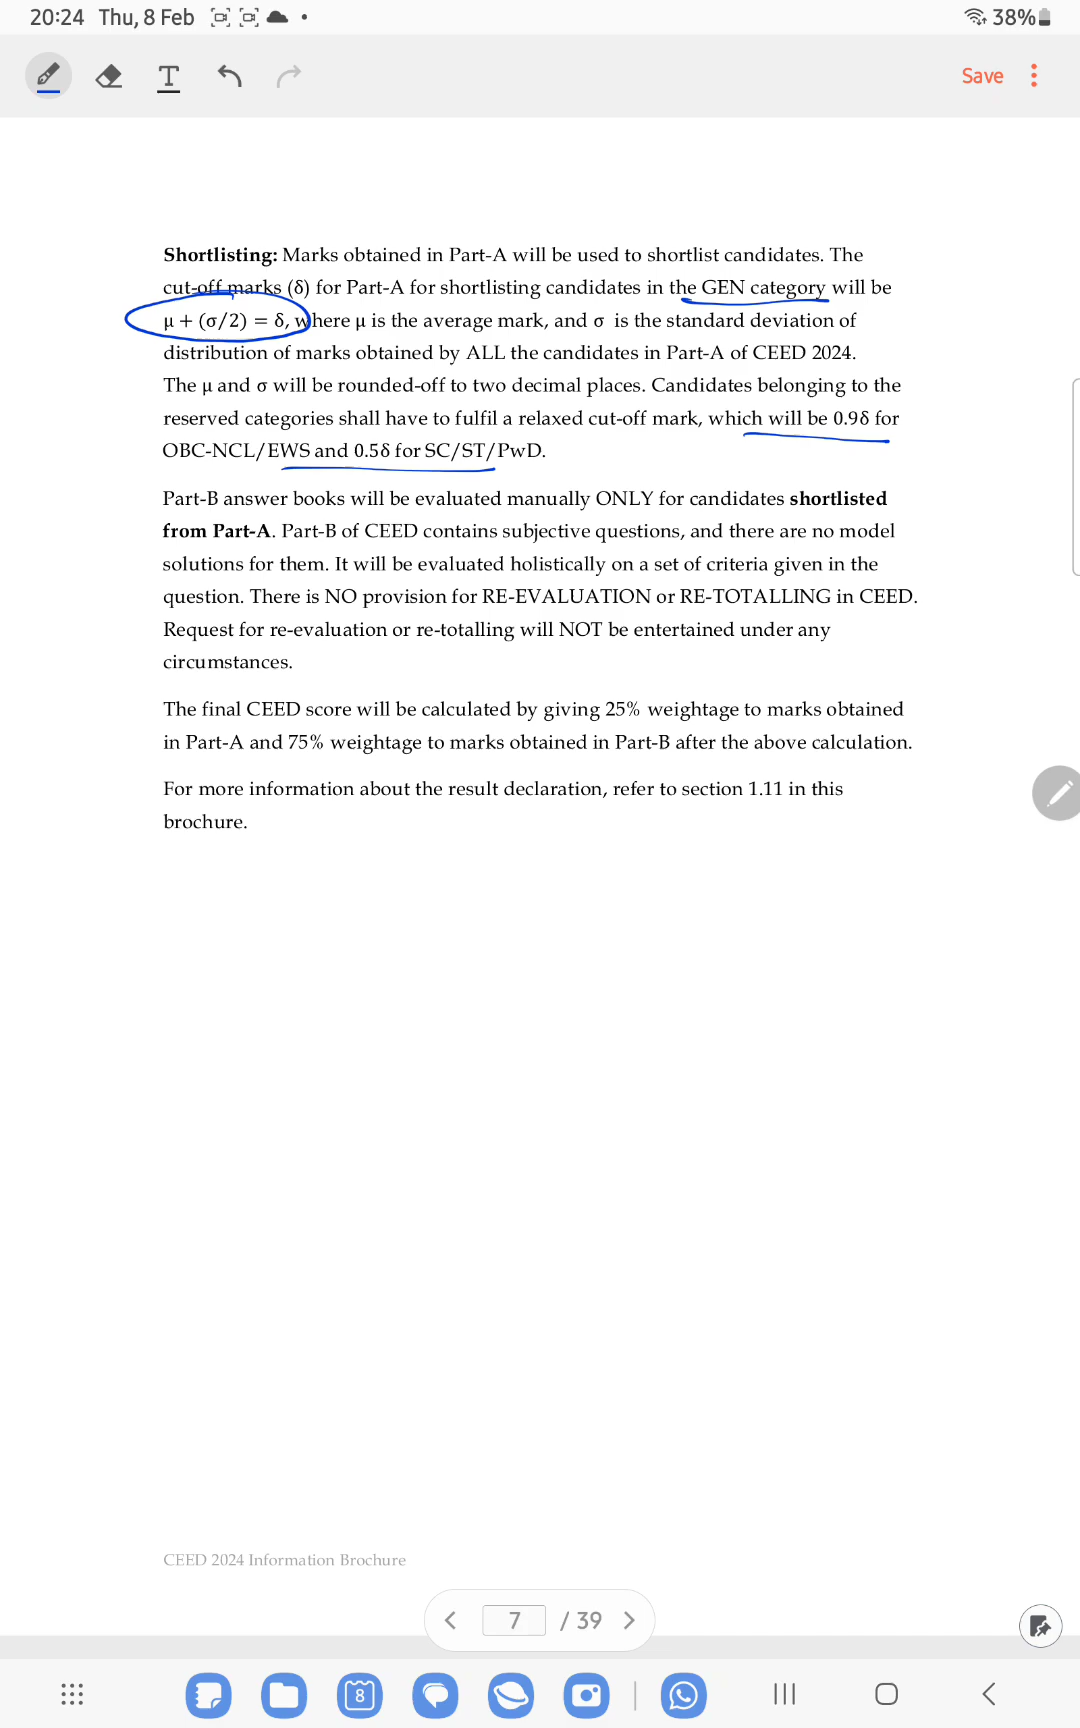 20:24 Thu, 8 Feb
38%
T
Save
Shortlisting: Marks obtained in Part-A will be used to shortlist candidates. The
cut-off marks (δ) for Part-A for shortlisting candidates in the GEN category will be
μ + (σ/2) = δ, where μ is the average mark, and σ is the standard deviation of
distribution of marks obtained by ALL the candidates in Part-A of CEED 2024.
The μ and σ will be rounded-off to two decimal places. Candidates belonging to the
reserved categories shall have to fulfil a relaxed cut-off mark, which will be 0.9δ for
OBC-NCL/EWS and 0.5δ for SC/ST/PwD.
Part-B answer books will be evaluated manually ONLY for candidates shortlisted
from Part-A. Part-B of CEED contains subjective questions, and there are no model
solutions for them. It will be evaluated holistically on a set of criteria given in the
question. There is NO provision for RE-EVALUATION or RE-TOTALLING in CEED.
Request for re-evaluation or re-totalling will NOT be entertained under any
circumstances.
The final CEED score will be calculated by giving 25% weightage to marks obtained
in Part-A and 75% weightage to marks obtained in Part-B after the above calculation.
For more information about the result declaration, refer to section 1.11 in this
brochure.
CEED 2024 Information Brochure
7 / 39
8